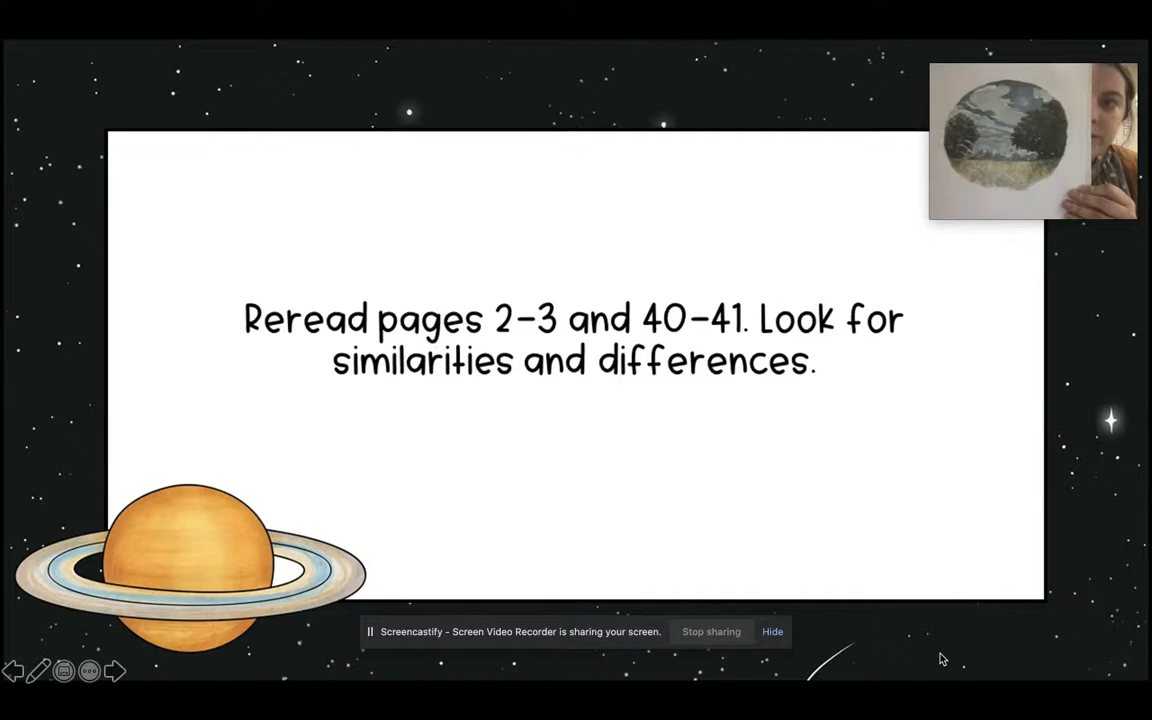 Reread pages 2-3 and 40-41. Look for
similarities and differences.
Screencastify - Screen Video Recorder is sharing your screen.
Stop sharing
Hide